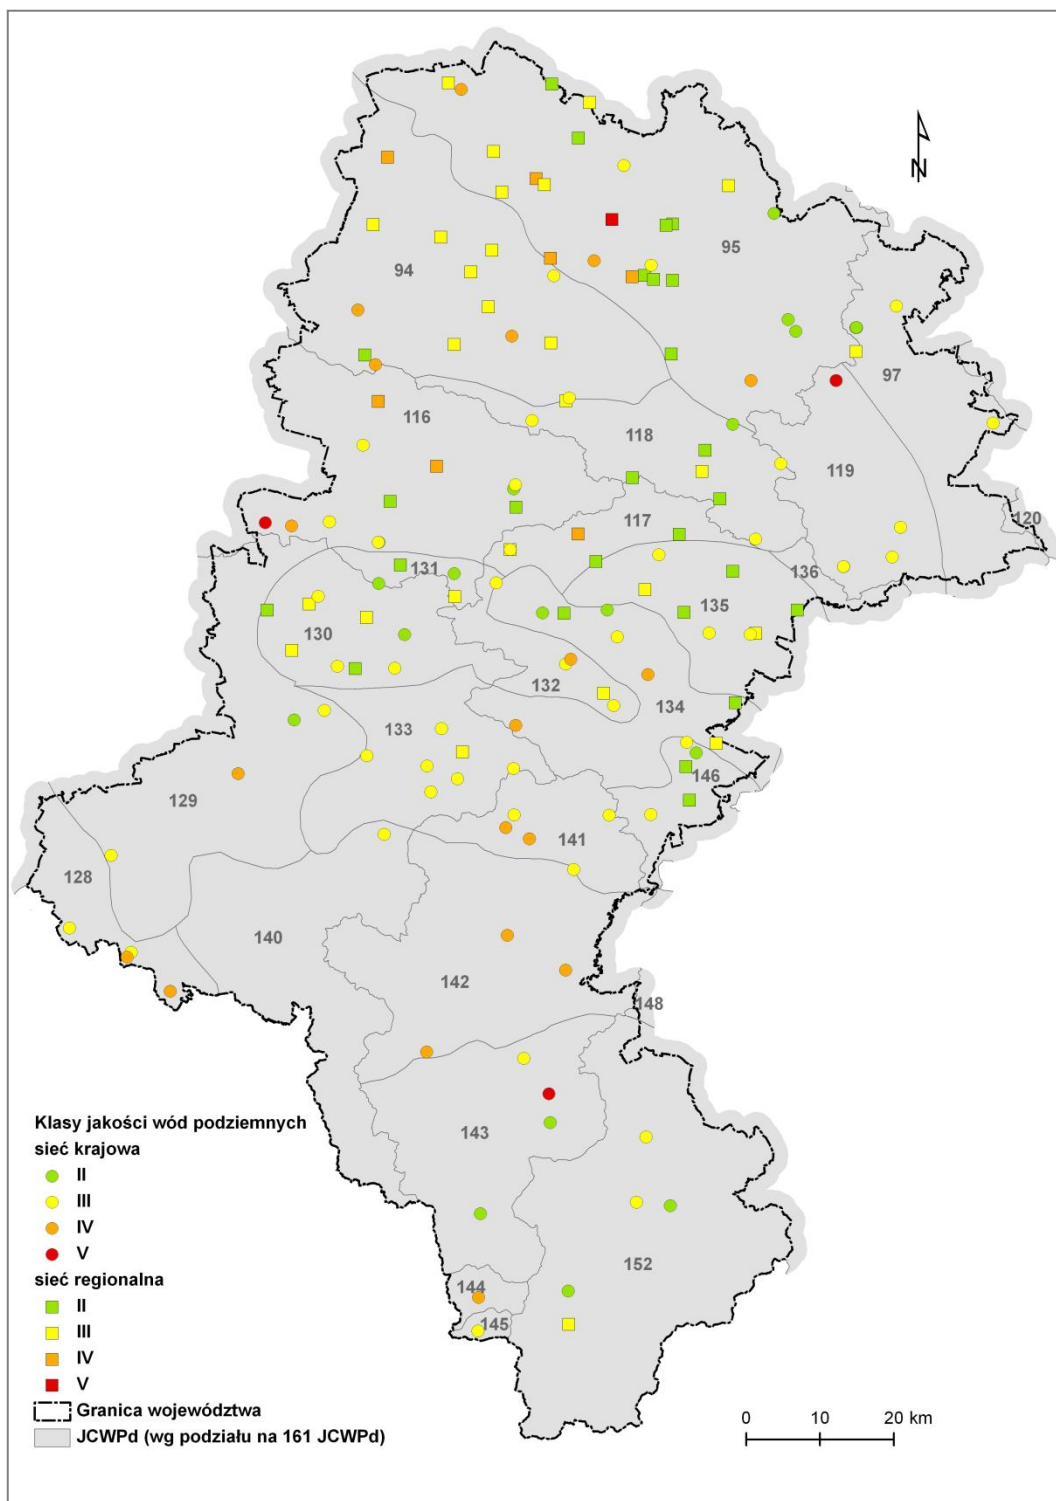 N
95
94
97
116
118
119
120
117
136
131
135
130
132
134
133
146
129
141
128
140
142
148
Klasy jakości wód podziemnych
sieć krajowa
II
III
IV
V
sieć regionalna
II
III
IV
V
Granica województwa
JCWPd (wg podziału na 161 JCWPd)
143
152
144
145
0 10 20 km